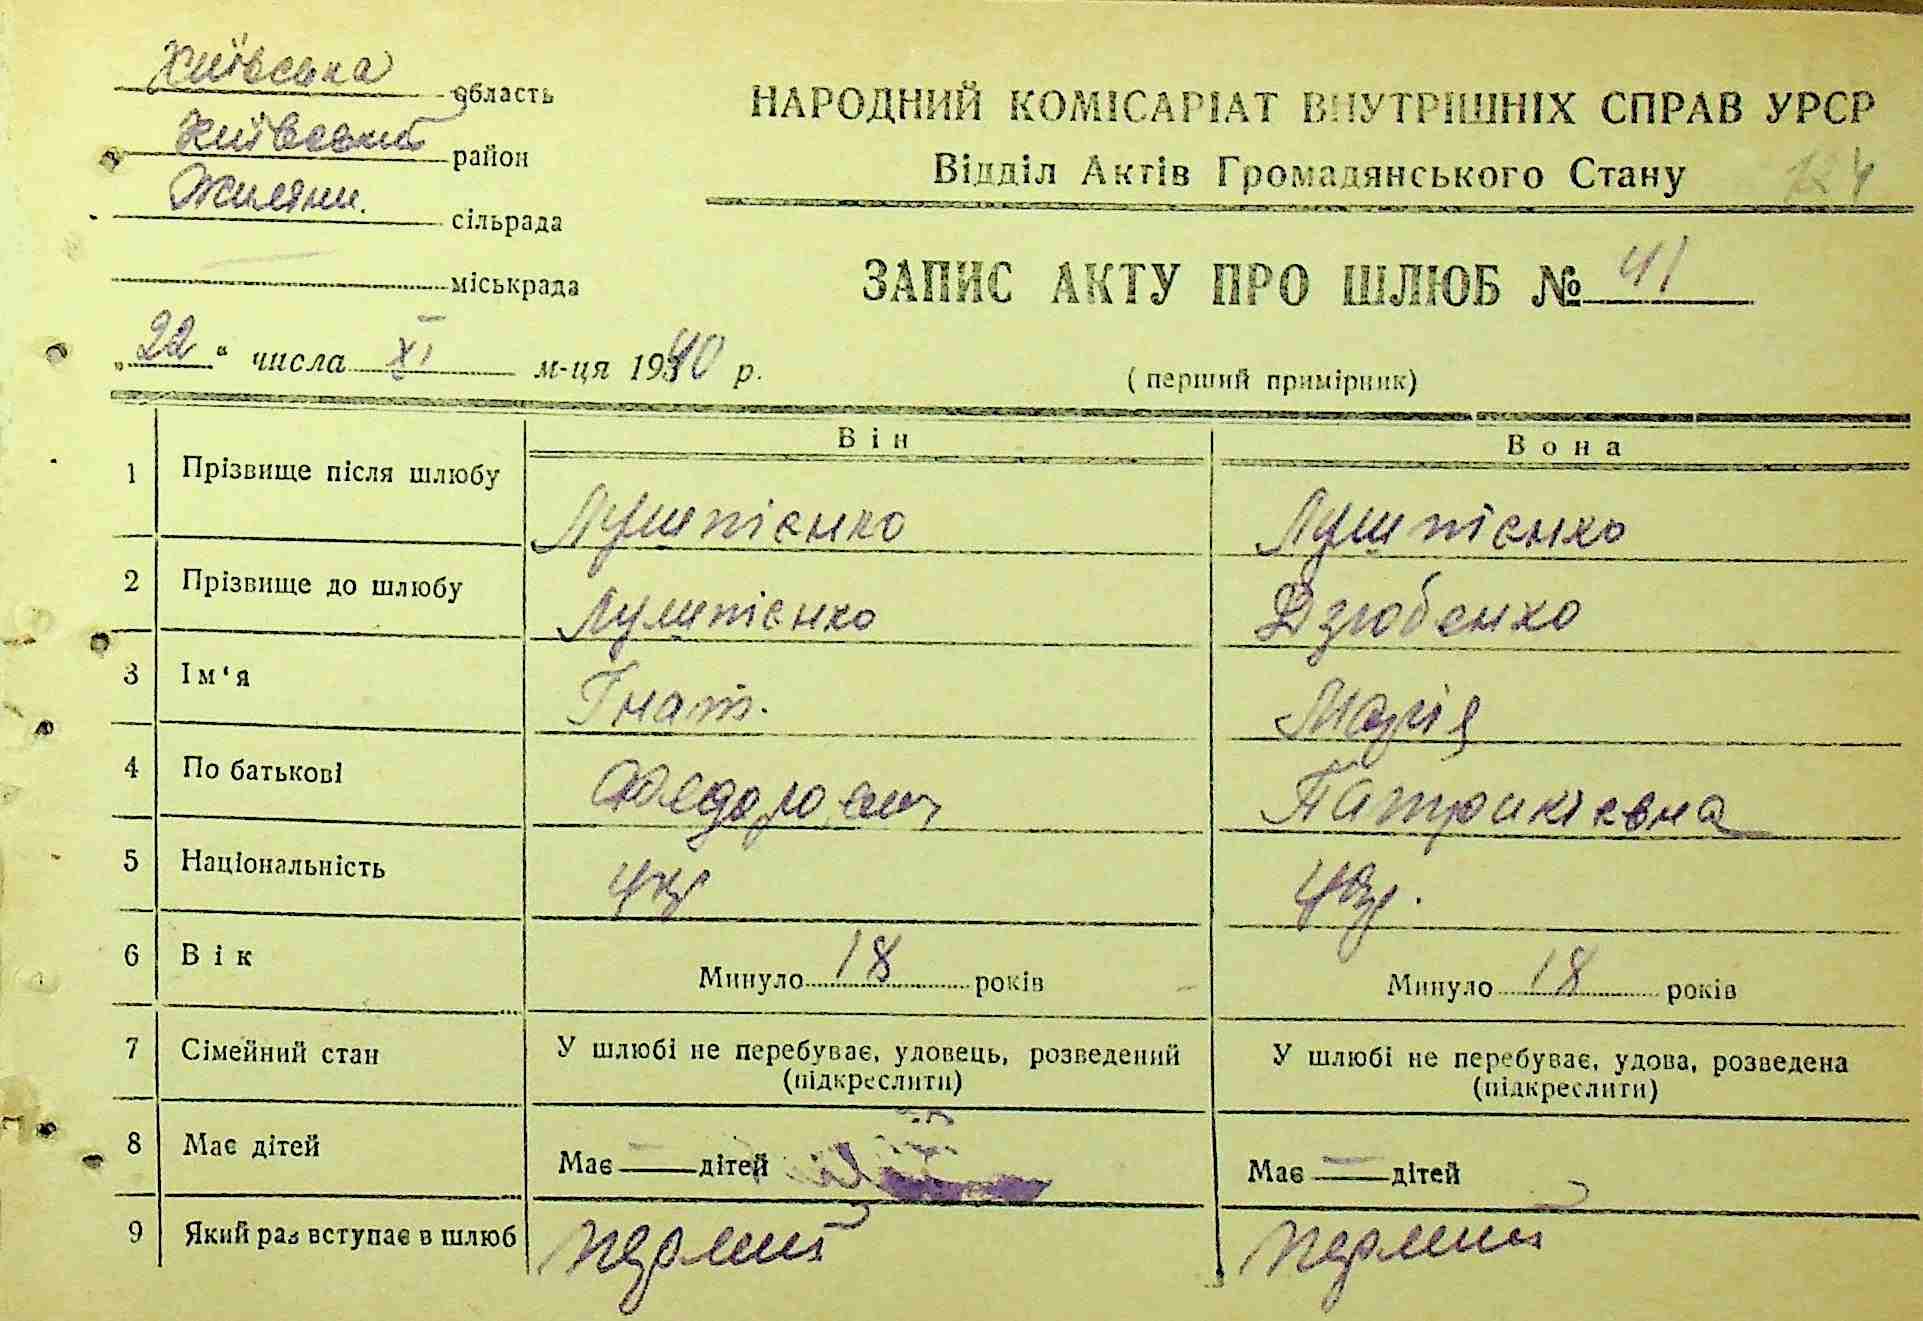 Київська область
Київський район
Жиляни. сільрада
міськрада
НАРОДНИЙ КОМІСАРІАТ ВНУТРІШНІХ СПРАВ УРСР
Відділ Актів Громадянського Стану
ЗАПИС АКТУ ПРО ШЛЮБ № 41
„22“ числа XI м-ця 1940 р.
(перший примірник)
Він Вона
1 Прізвище після шлюбу Лушпієнко Лушпієнко
2 Прізвище до шлюбу Лушпієнко Дзюбенко
3 Ім'я Гнат. Марія
4 По батькові Федорович Патрикієвна
5 Національність укр укр.
6 Вік Минуло 18 років Минуло 18 років
7 Сімейний стан У шлюбі не перебуває, удовець, розведений (підкреслити) У шлюбі не перебуває, удова, розведена (підкреслити)
8 Має дітей Має — дітей Має — дітей
9 Який раз вступає в шлюб перший перший